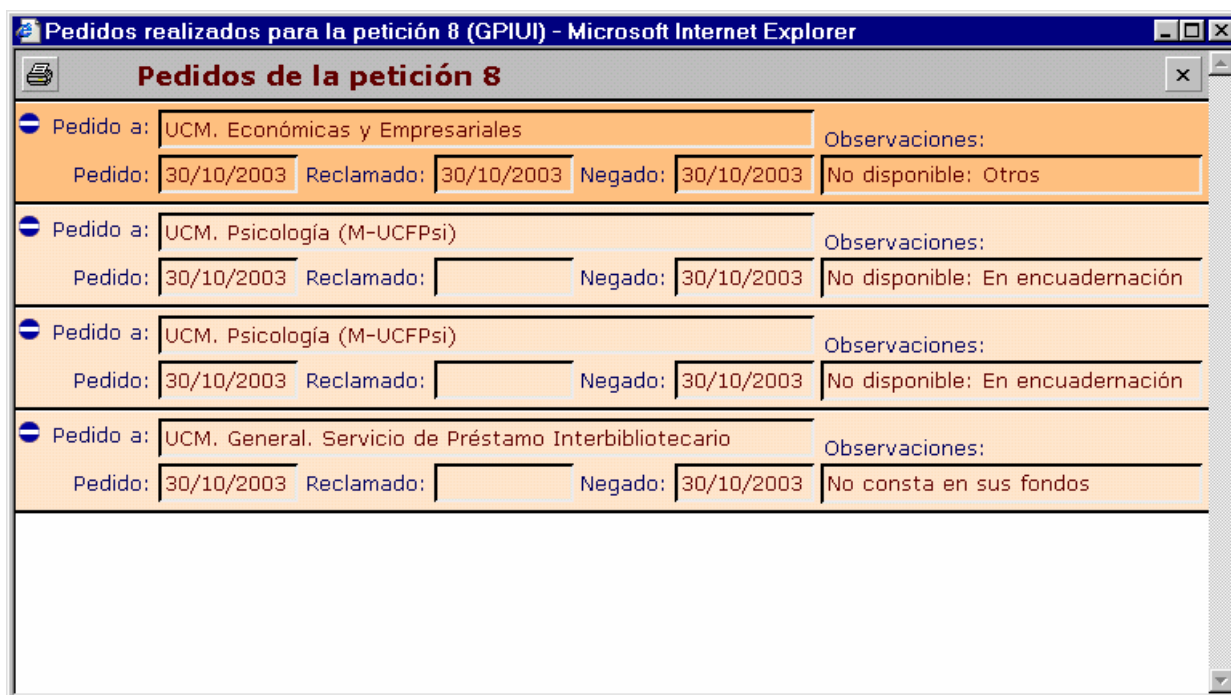 Pedidos realizados para la petición 8 (GPIUI) - Microsoft Internet Explorer
Pedidos de la petición 8
Pedido a: UCM. Económicas y Empresariales Observaciones:
Pedido: 30/10/2003 Reclamado: 30/10/2003 Negado: 30/10/2003 No disponible: Otros
Pedido a: UCM. Psicología (M-UCFPsi) Observaciones:
Pedido: 30/10/2003 Reclamado: Negado: 30/10/2003 No disponible: En encuadernación
Pedido a: UCM. Psicología (M-UCFPsi) Observaciones:
Pedido: 30/10/2003 Reclamado: Negado: 30/10/2003 No disponible: En encuadernación
Pedido a: UCM. General. Servicio de Préstamo Interbibliotecario Observaciones:
Pedido: 30/10/2003 Reclamado: Negado: 30/10/2003 No consta en sus fondos